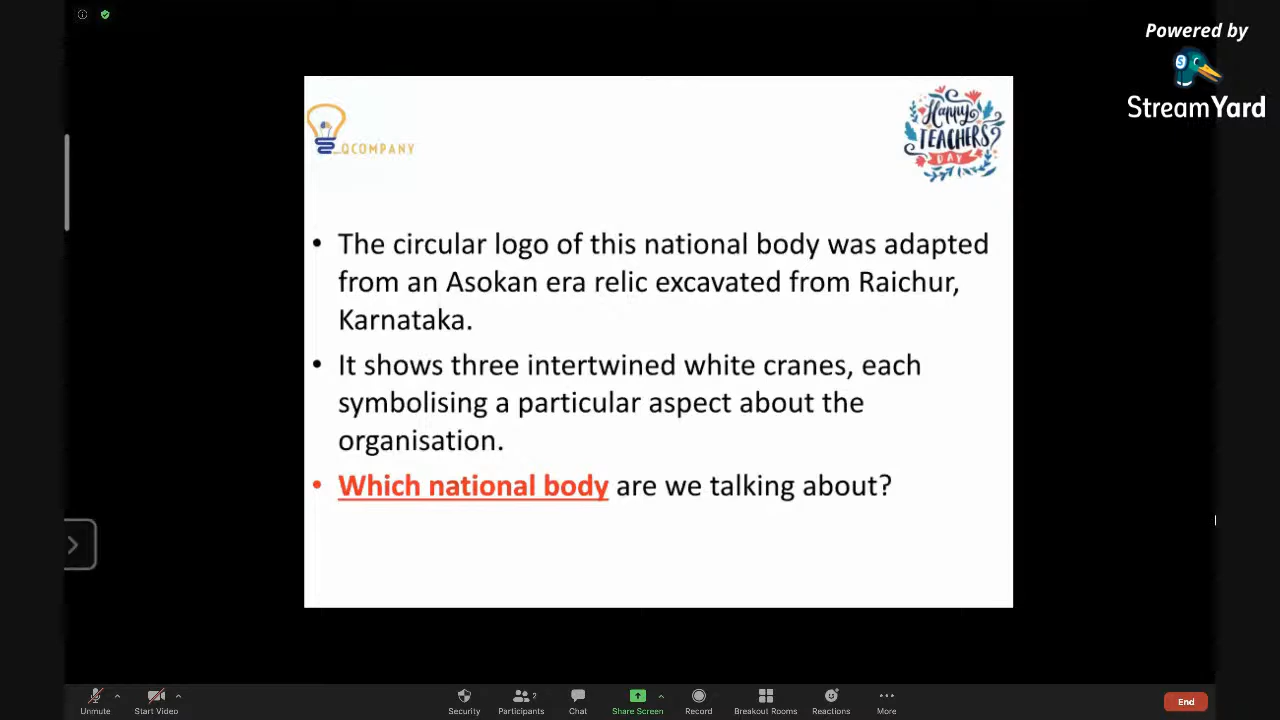 Powered by
StreamYard
QCOMPANY
Happy
TEACHERS?
DAY
• The circular logo of this national body was adapted
from an Asokan era relic excavated from Raichur,
Karnataka.
• It shows three intertwined white cranes, each
symbolising a particular aspect about the
organisation.
• Which national body are we talking about?
Unmute
Start Video
Security
Participants
2
Chat
Share Screen
Record
Breakout Rooms
Reactions
More
End